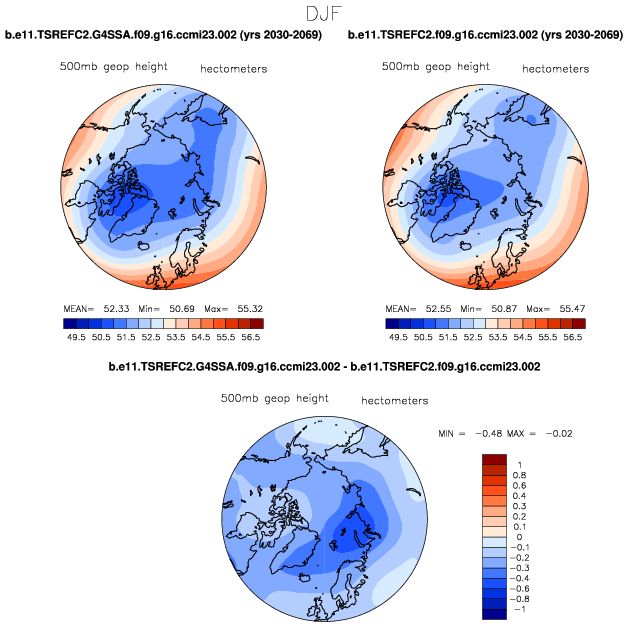 DJF
b.e11.TSREFC2.G4SSA.f09.g16.ccmi23.002 (yrs 2030-2069)
b.e11.TSREFC2.f09.g16.ccmi23.002 (yrs 2030-2069)
500mb geop height hectometers
500mb geop height hectometers
MEAN= 52.33 Min= 50.69 Max= 55.32
MEAN= 52.55 Min= 50.87 Max= 55.47
49.5 50.5 51.5 52.5 53.5 54.5 55.5 56.5
49.5 50.5 51.5 52.5 53.5 54.5 55.5 56.5
b.e11.TSREFC2.G4SSA.f09.g16.ccmi23.002 - b.e11.TSREFC2.f09.g16.ccmi23.002
500mb geop height hectometers
MIN = -0.48 MAX = -0.02
1
0.8
0.6
0.4
0.3
0.2
0.1
0
-0.1
-0.2
-0.3
-0.4
-0.6
-0.8
-1